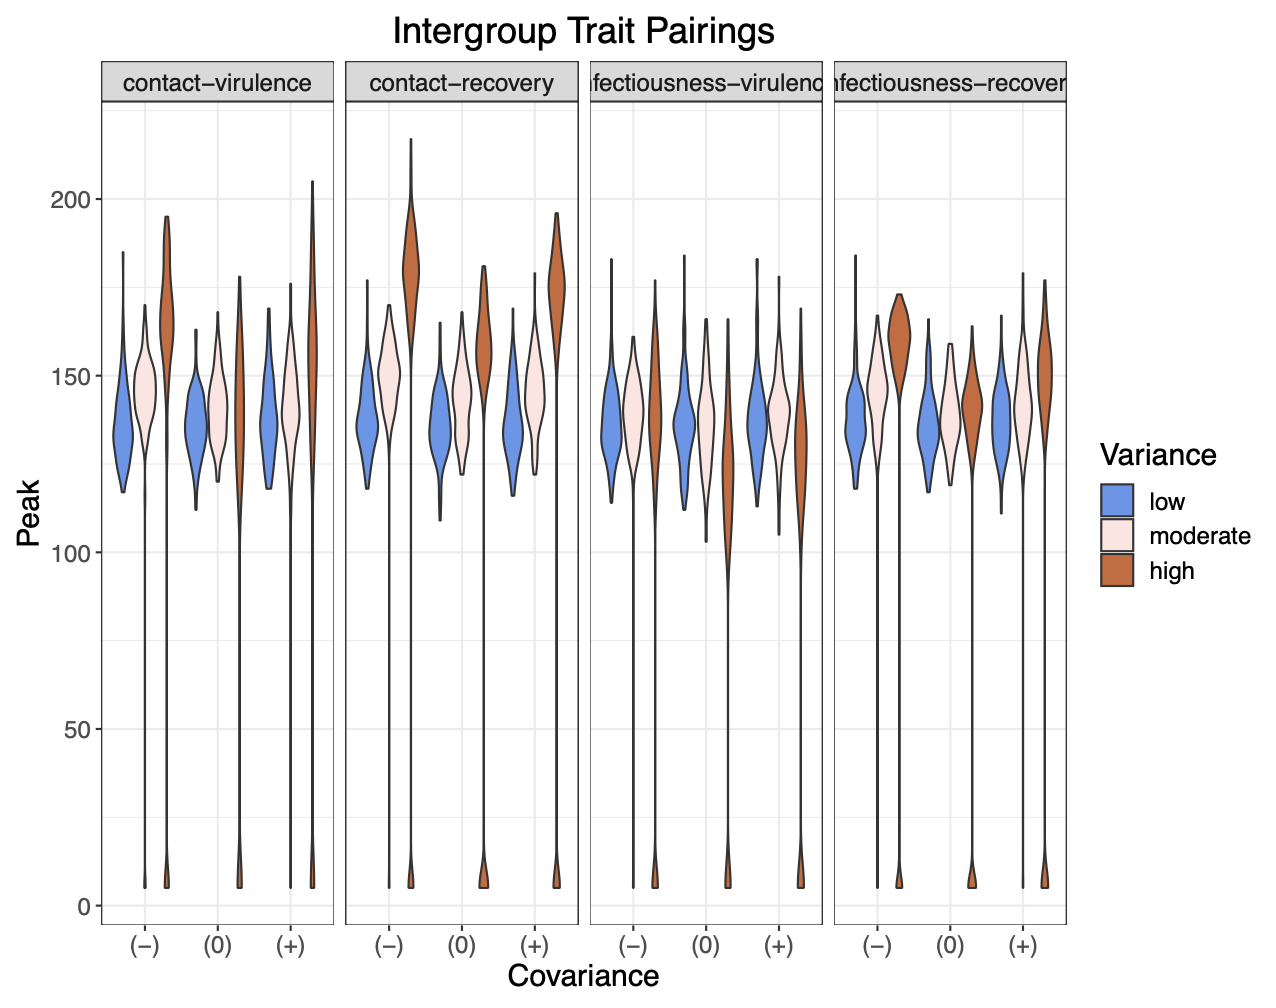 Intergroup Trait Pairings
contact−virulence
contact−recovery
nfectiousness−virulenc
nfectiousness−recover
Peak
200
150
100
50
0
(−) (0) (+)
(−) (0) (+)
(−) (0) (+)
(−) (0) (+)
Covariance
Variance
low
moderate
high